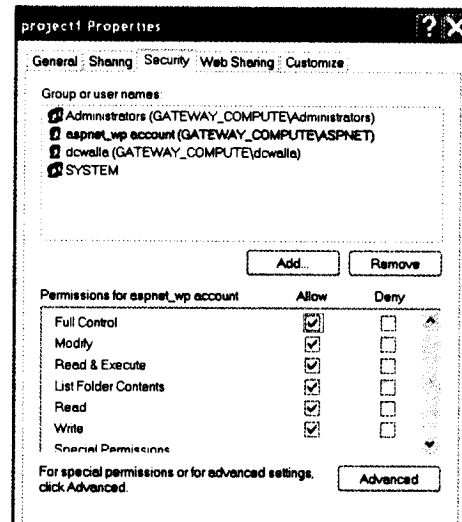 project1 Properties
General Sharing Security Web Sharing Customize
Group or user names:
Administrators (GATEWAY_COMPUTE\Administrators)
aspnet_wp account (GATEWAY_COMPUTE\ASPNET)
dcwalla (GATEWAY_COMPUTE\dcwalla)
SYSTEM
Add... Remove
Permissions for aspnet_wp account Allow Deny
Full Control
Modify
Read & Execute
List Folder Contents
Read
Write
Special Permissions
For special permissions or for advanced settings, Advanced
click Advanced.